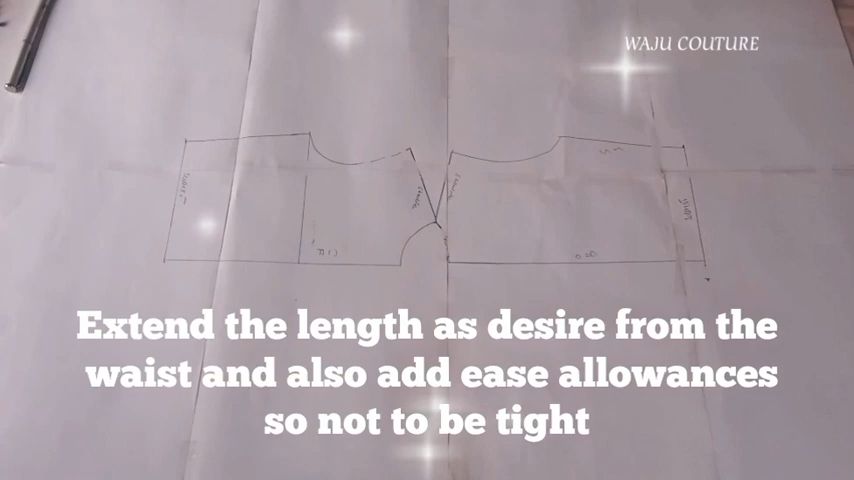 WAJU COUTURE
Extend the length as desire from the
waist and also add ease allowances
so not to be tight